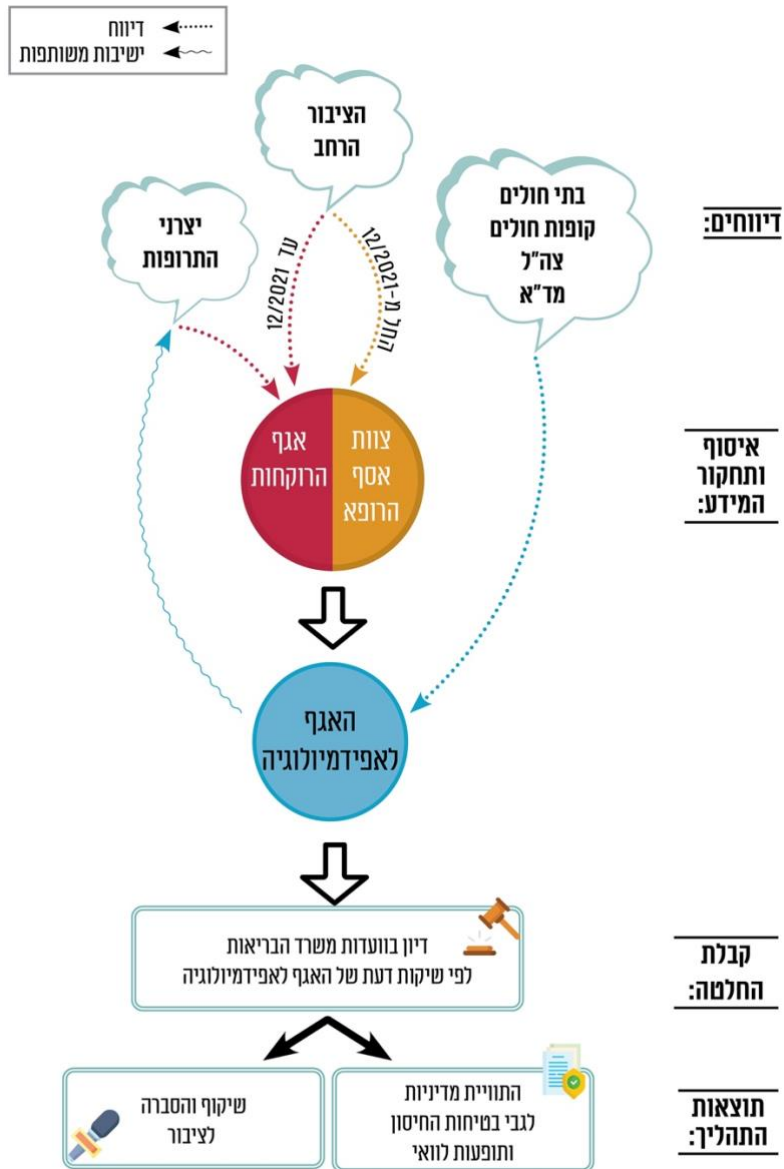 דיווח
ישיבות משותפות
דיווחים:
בתי חולים
קופות חולים
צה"ל
מד"א
הציבור
הרחב
יצרני
התרופות
החל מ-12/2021
עד 12/2021
איסוף
ותחקור
המידע:
צוות
אסף
הרופא
אגף
הרוקחות
האגף
לאפידמיולוגיה
קבלת
החלטה:
דיון בוועדות משרד הבריאות
לפי שיקות דעת של האגף לאפידמיולוגיה
תוצאות
התהליך:
התוויית מדיניות
לגבי בטיחות החיסון
ותופעות לוואי
שיקוף והסברה
לציבור